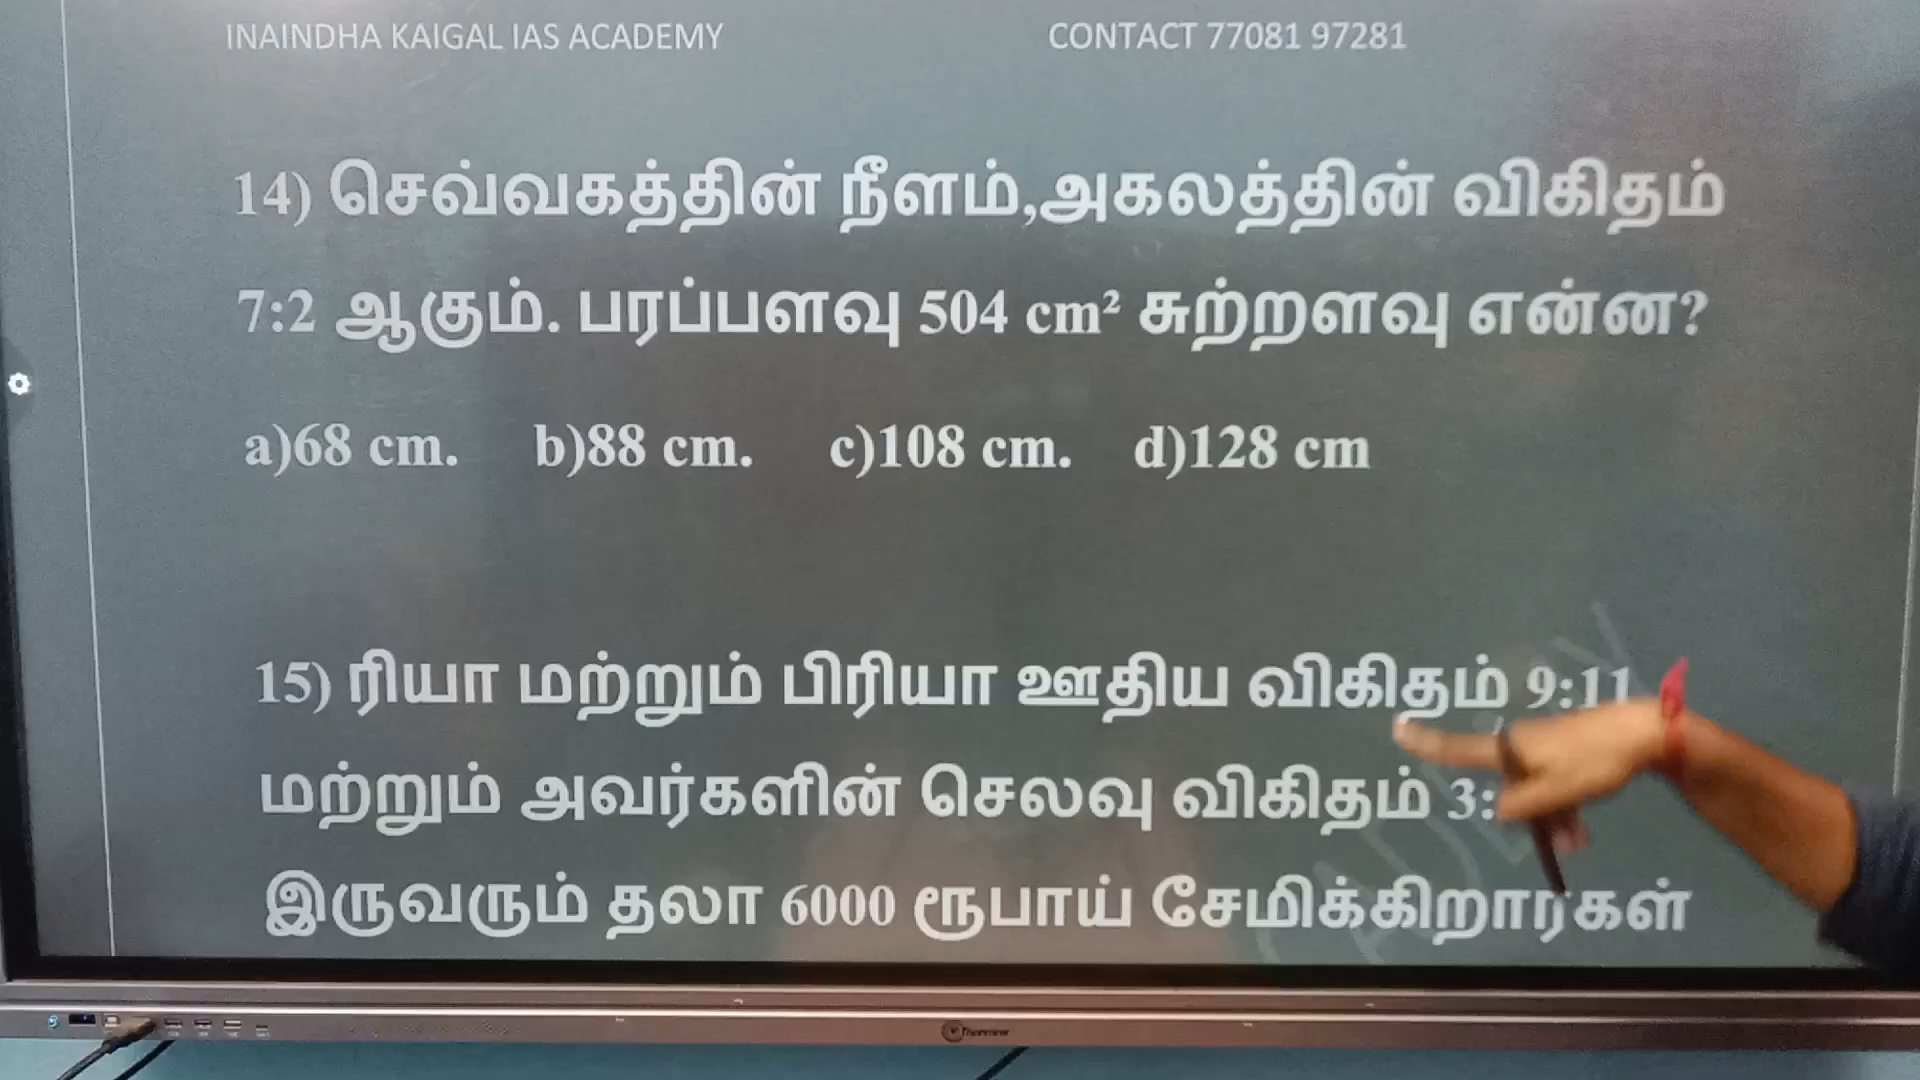 INAINDHA KAIGAL IAS ACADEMY CONTACT 77081 97281
14) செவ்வகத்தின் நீளம்,அகலத்தின் விகிதம்
7:2 ஆகும். பரப்பளவு 504 cm² சுற்றளவு என்ன?
a)68 cm. b)88 cm. c)108 cm. d)128 cm
15) ரியா மற்றும் பிரியா ஊதிய விகிதம் 9:11
மற்றும் அவர்களின் செலவு விகிதம் 3:
இருவரும் தலா 6000 ரூபாய் சேமிக்கிறார்கள்